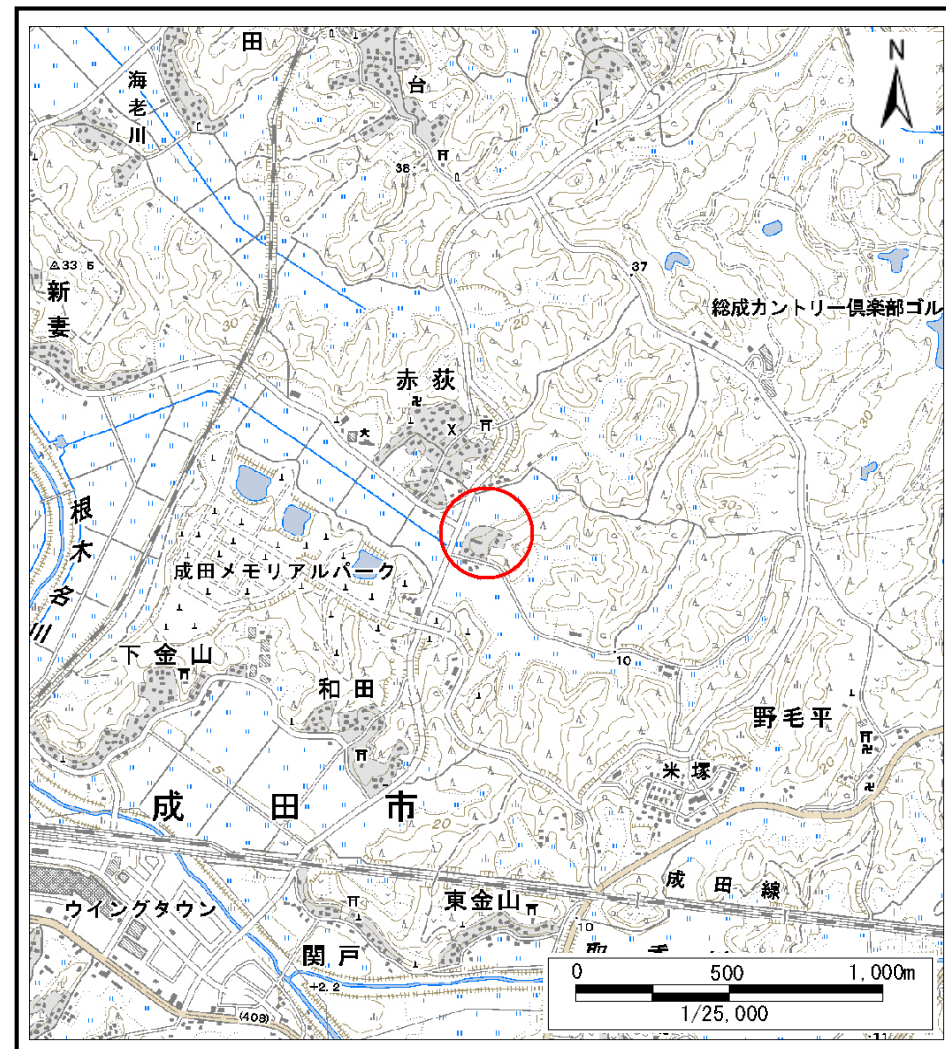 田
海老川
台
N
38
20
△33.6
新妻
37
総成カントリー倶楽部ゴル
30
20
赤荻
30
根木名川
成田メモリアルパーク
30
下金山
10
和田
野毛平
5
米塚
20
成田市
20
成田線
ウイングタウン
東金山
10
関戸
+2.2
(408)
0 500 1,000m
1/25,000
11